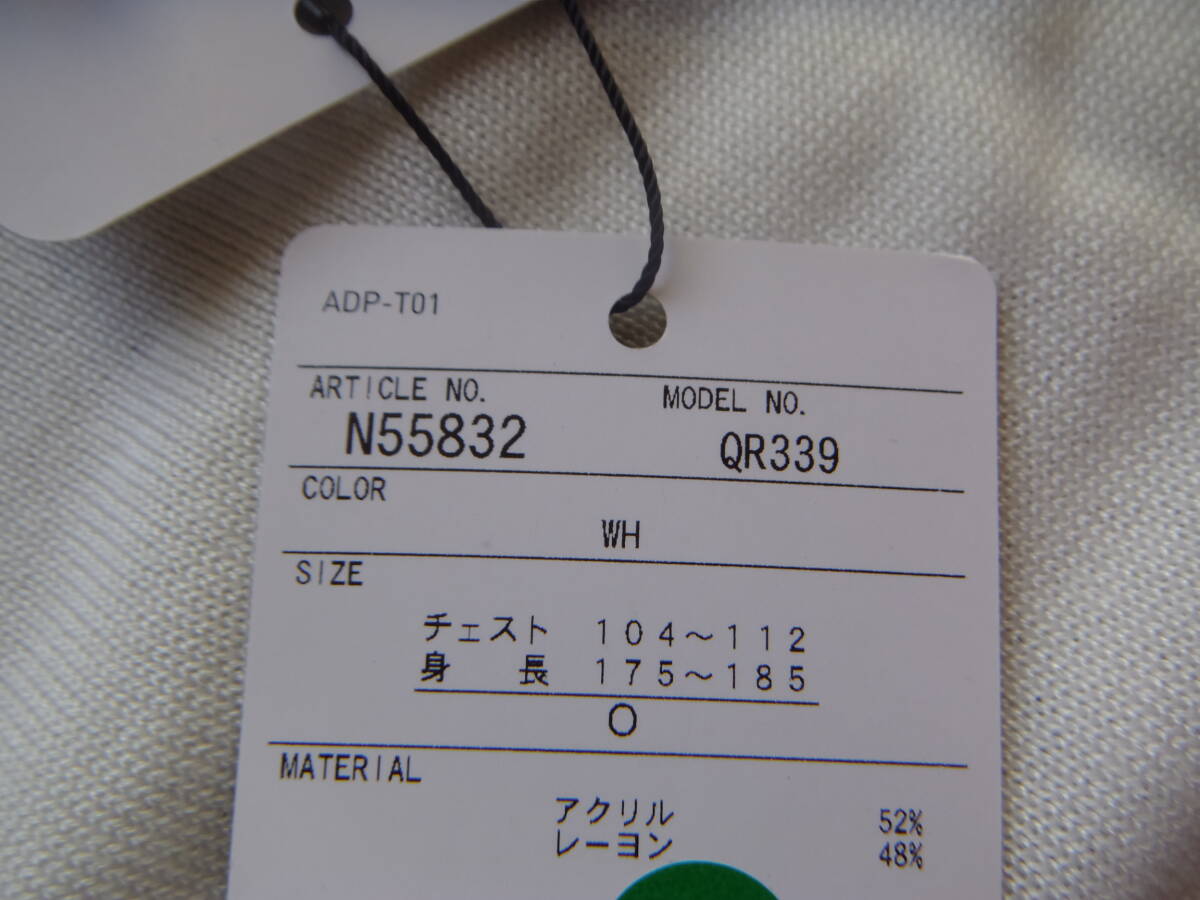 ADP-T01
ARTICLE NO. MODEL NO.
N55832 QR339
COLOR
WH
SIZE
チェスト 104~112
身長 175~185
O
MATERIAL
アクリル 52%
レーヨン 48%